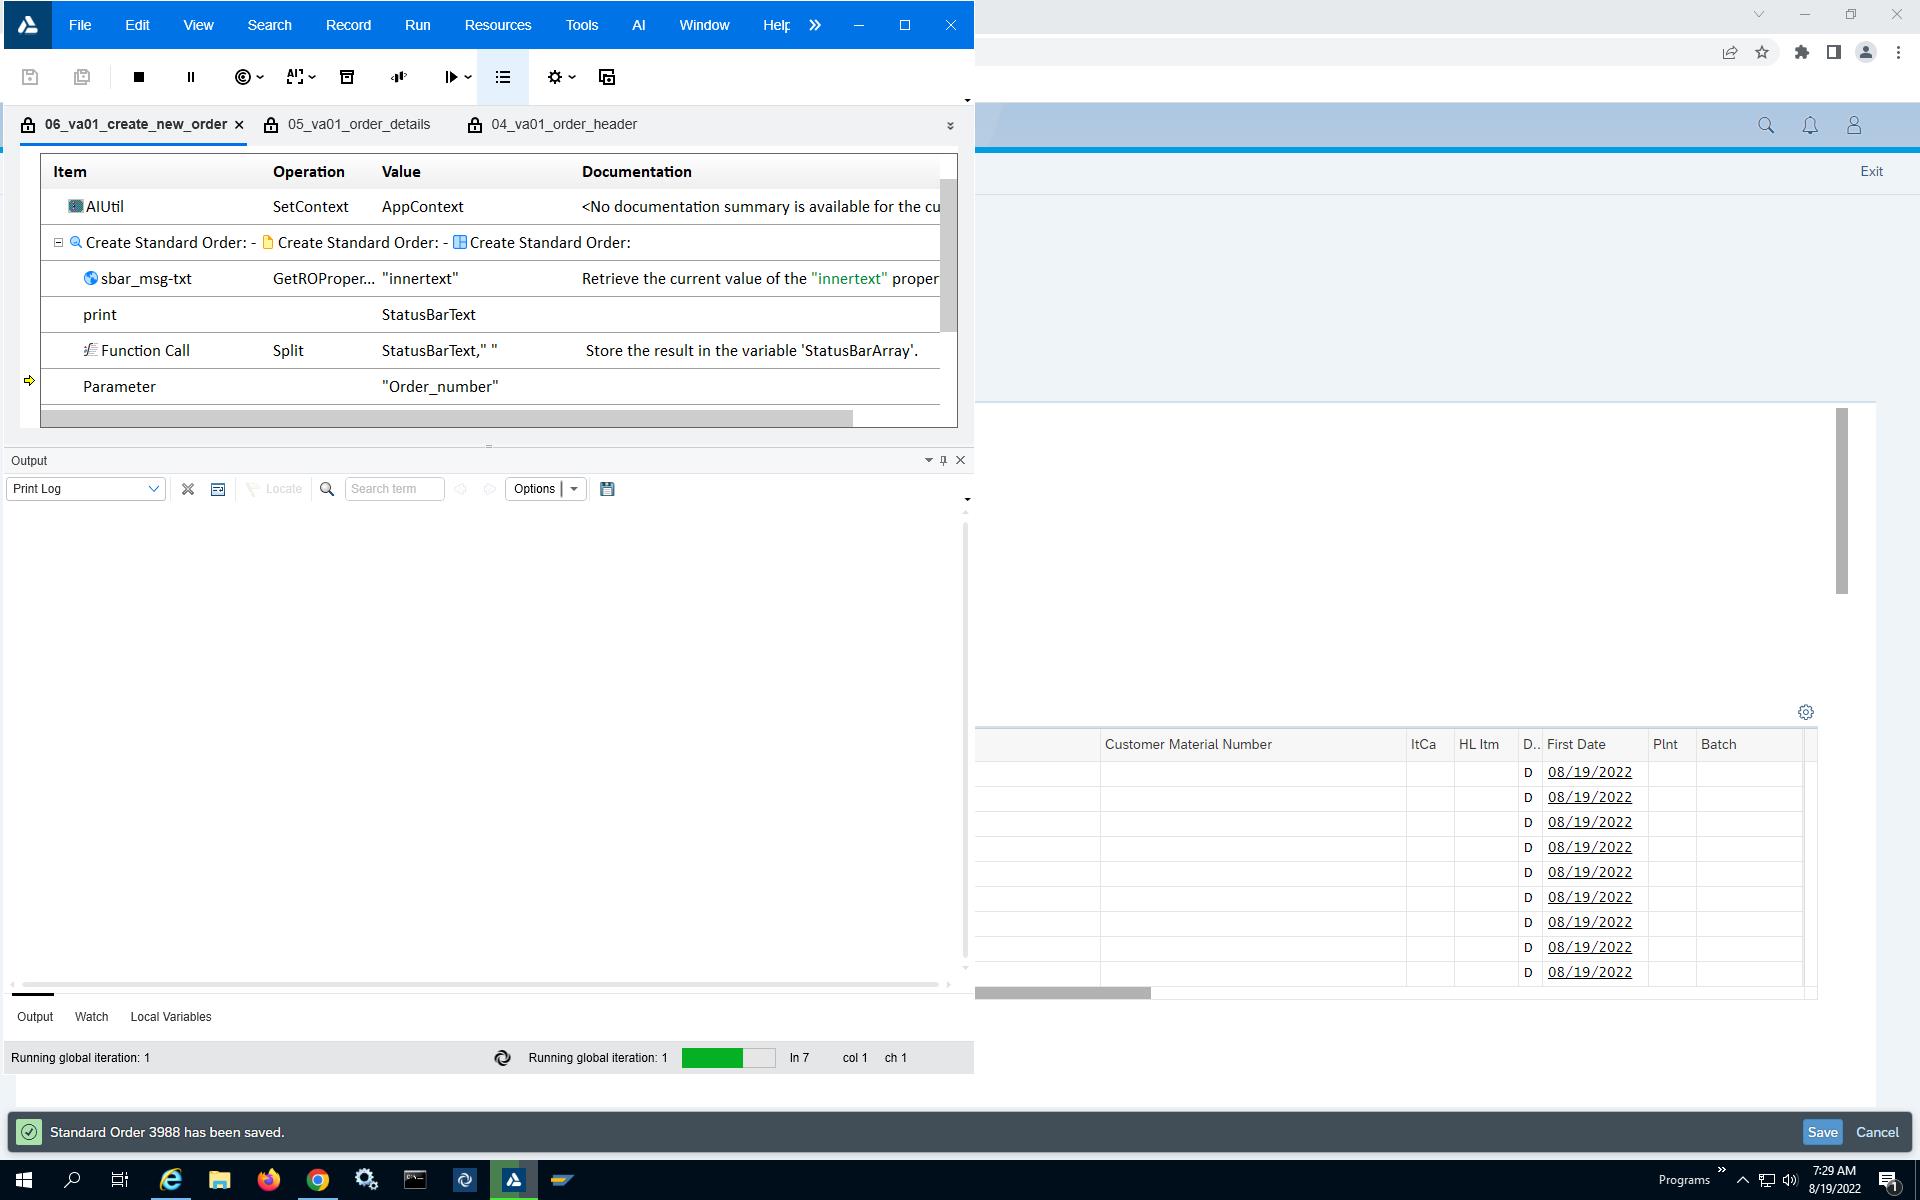 File Edit View Search Record Run Resources Tools AI Window Help
06_va01_create_new_order 05_va01_order_details 04_va01_order_header
Item Operation Value Documentation
AIUtil SetContext AppContext <No documentation summary is available for the cu
Create Standard Order: - Create Standard Order: - Create Standard Order:
sbar_msg-txt GetROProper... "innertext" Retrieve the current value of the "innertext" proper
print StatusBarText
Function Call Split StatusBarText," " Store the result in the variable 'StatusBarArray'.
Parameter "Order_number"
Output
Print Log Locate Search term Options
Output Watch Local Variables
Running global iteration: 1 Running global iteration: 1 ln 7 col 1 ch 1
Exit
Customer Material Number ItCa HL Itm D.. First Date Plnt Batch
D 08/19/2022
D 08/19/2022
D 08/19/2022
D 08/19/2022
D 08/19/2022
D 08/19/2022
D 08/19/2022
D 08/19/2022
D 08/19/2022
Standard Order 3988 has been saved. Save Cancel
Programs 7:29 AM
8/19/2022
1